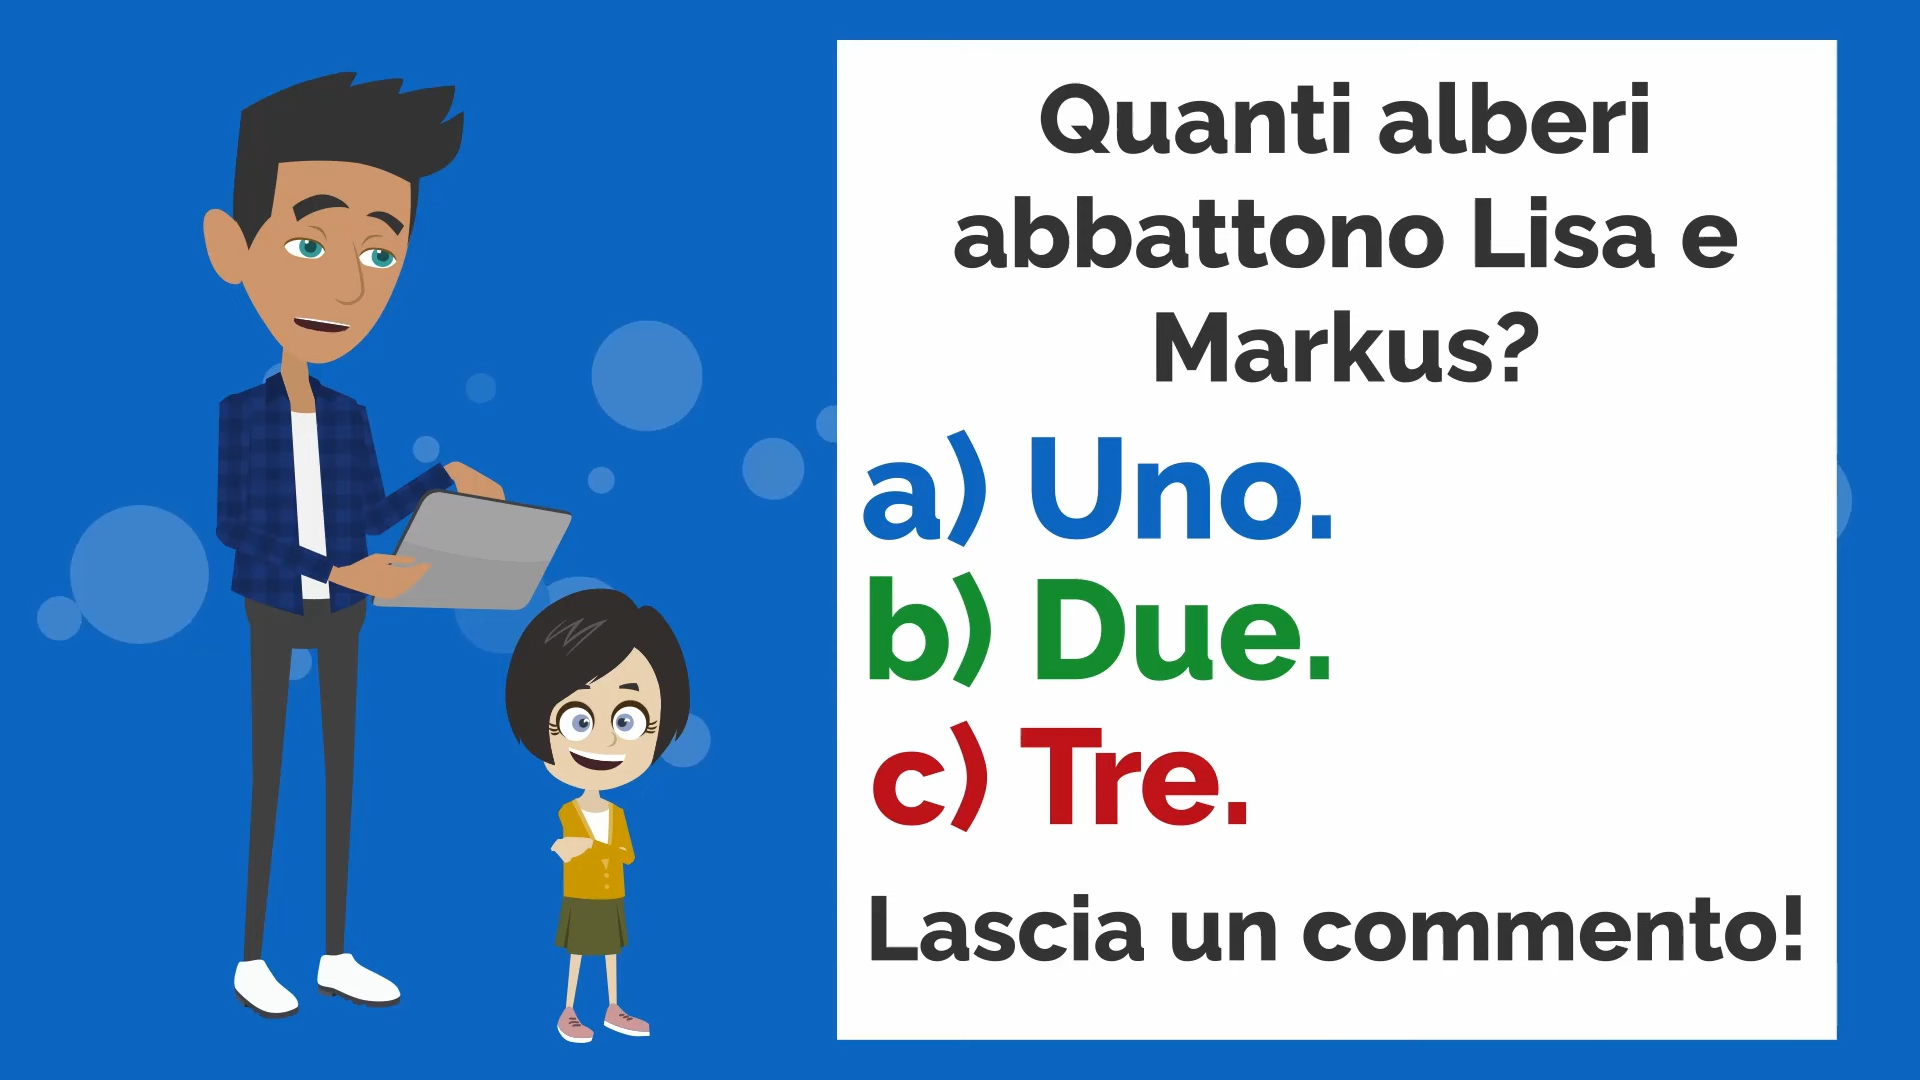 Quanti alberi
abbattono Lisa e
Markus?
a) Uno.
b) Due.
c) Tre.
Lascia un commento!